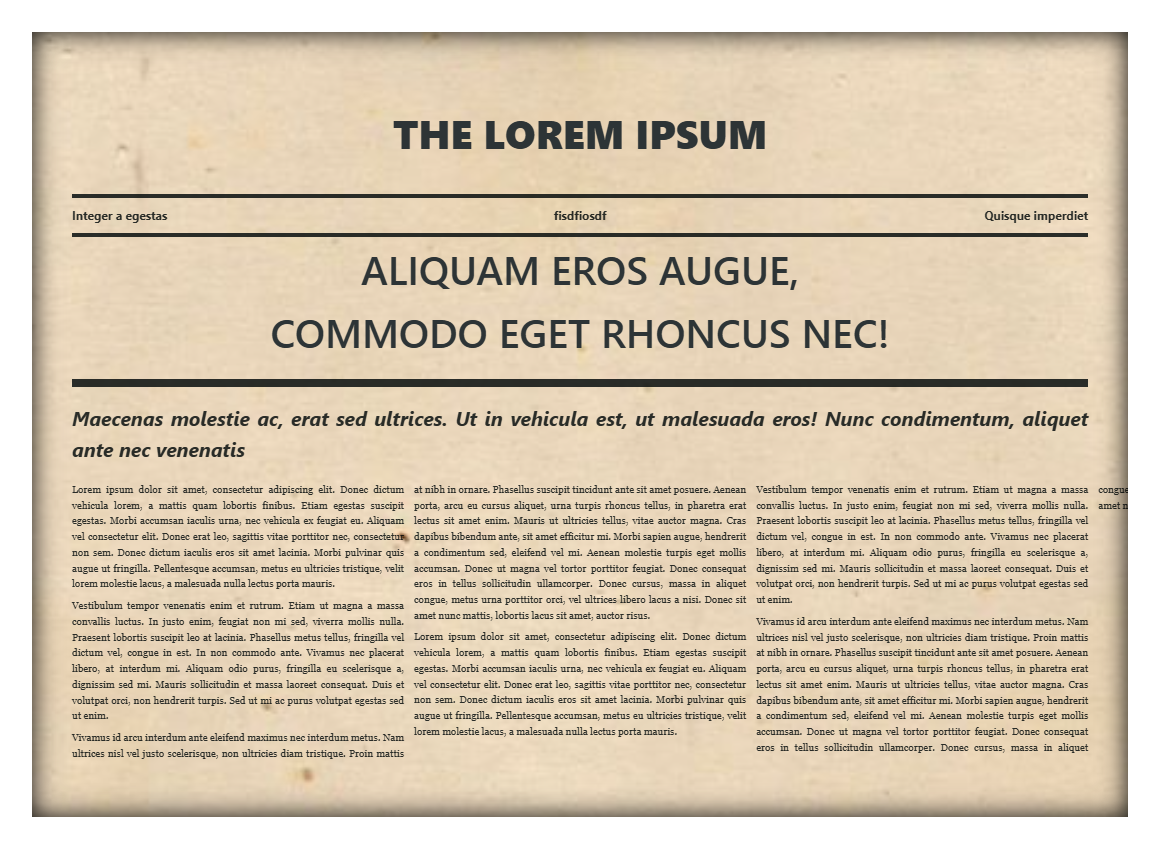 THE LOREM IPSUM
Integer a egestas
fisdfiosdf
Quisque imperdiet
ALIQUAM EROS AUGUE,
COMMODO EGET RHONCUS NEC!
Maecenas molestie ac, erat sed ultrices. Ut in vehicula est, ut malesuada eros! Nunc condimentum, aliquet
ante nec venenatis
Lorem ipsum dolor sit amet, consectetur adipiscing elit. Donec dictum
vehicula lorem, a mattis quam lobortis finibus. Etiam egestas suscipit
egestas. Morbi accumsan iaculis urna, nec vehicula ex feugiat eu. Aliquam
vel consectetur elit. Donec erat leo, sagittis vitae porttitor nec, consectetur
non sem. Donec dictum iaculis eros sit amet lacinia. Morbi pulvinar quis
augue ut fringilla. Pellentesque accumsan, metus eu ultricies tristique, velit
lorem molestie lacus, a malesuada nulla lectus porta mauris.
Vestibulum tempor venenatis enim et rutrum. Etiam ut magna a massa
convallis luctus. In justo enim, feugiat non mi sed, viverra mollis nulla.
Praesent lobortis suscipit leo at lacinia. Phasellus metus tellus, fringilla vel
dictum vel, congue in est. In non commodo ante. Vivamus nec placerat
libero, at interdum mi. Aliquam odio purus, fringilla eu scelerisque a,
dignissim sed mi. Mauris sollicitudin et massa laoreet consequat. Duis et
volutpat orci, non hendrerit turpis. Sed ut mi ac purus volutpat egestas sed
ut enim.
Vivamus id arcu interdum ante eleifend maximus nec interdum metus. Nam
ultrices nisl vel justo scelerisque, non ultricies diam tristique. Proin mattis
at nibh in ornare. Phasellus suscipit tincidunt ante sit amet posuere. Aenean
porta, arcu eu cursus aliquet, urna turpis rhoncus tellus, in pharetra erat
lectus sit amet enim. Mauris ut ultricies tellus, vitae auctor magna. Cras
dapibus bibendum ante, sit amet efficitur mi. Morbi sapien augue, hendrerit
a condimentum sed, eleifend vel mi. Aenean molestie turpis eget mollis
accumsan. Donec ut magna vel tortor porttitor feugiat. Donec consequat
eros in tellus sollicitudin ullamcorper. Donec cursus, massa in aliquet
congue, metus urna porttitor orci, vel ultrices libero lacus a nisi. Donec sit
amet nunc mattis, lobortis lacus sit amet, auctor risus.
Lorem ipsum dolor sit amet, consectetur adipiscing elit. Donec dictum
vehicula lorem, a mattis quam lobortis finibus. Etiam egestas suscipit
egestas. Morbi accumsan iaculis urna, nec vehicula ex feugiat eu. Aliquam
vel consectetur elit. Donec erat leo, sagittis vitae porttitor nec, consectetur
non sem. Donec dictum iaculis eros sit amet lacinia. Morbi pulvinar quis
augue ut fringilla. Pellentesque accumsan, metus eu ultricies tristique, velit
lorem molestie lacus, a malesuada nulla lectus porta mauris.
Vestibulum tempor venenatis enim et rutrum. Etiam ut magna a massa
convallis luctus. In justo enim, feugiat non mi sed, viverra mollis nulla.
Praesent lobortis suscipit leo at lacinia. Phasellus metus tellus, fringilla vel
dictum vel, congue in est. In non commodo ante. Vivamus nec placerat
libero, at interdum mi. Aliquam odio purus, fringilla eu scelerisque a,
dignissim sed mi. Mauris sollicitudin et massa laoreet consequat. Duis et
volutpat orci, non hendrerit turpis. Sed ut mi ac purus volutpat egestas sed
ut enim.
Vivamus id arcu interdum ante eleifend maximus nec interdum metus. Nam
ultrices nisl vel justo scelerisque, non ultricies diam tristique. Proin mattis
at nibh in ornare. Phasellus suscipit tincidunt ante sit amet posuere. Aenean
porta, arcu eu cursus aliquet, urna turpis rhoncus tellus, in pharetra erat
lectus sit amet enim. Mauris ut ultricies tellus, vitae auctor magna. Cras
dapibus bibendum ante, sit amet efficitur mi. Morbi sapien augue, hendrerit
a condimentum sed, eleifend vel mi. Aenean molestie turpis eget mollis
accumsan. Donec ut magna vel tortor porttitor feugiat. Donec consequat
eros in tellus sollicitudin ullamcorper. Donec cursus, massa in aliquet
congue
amet n